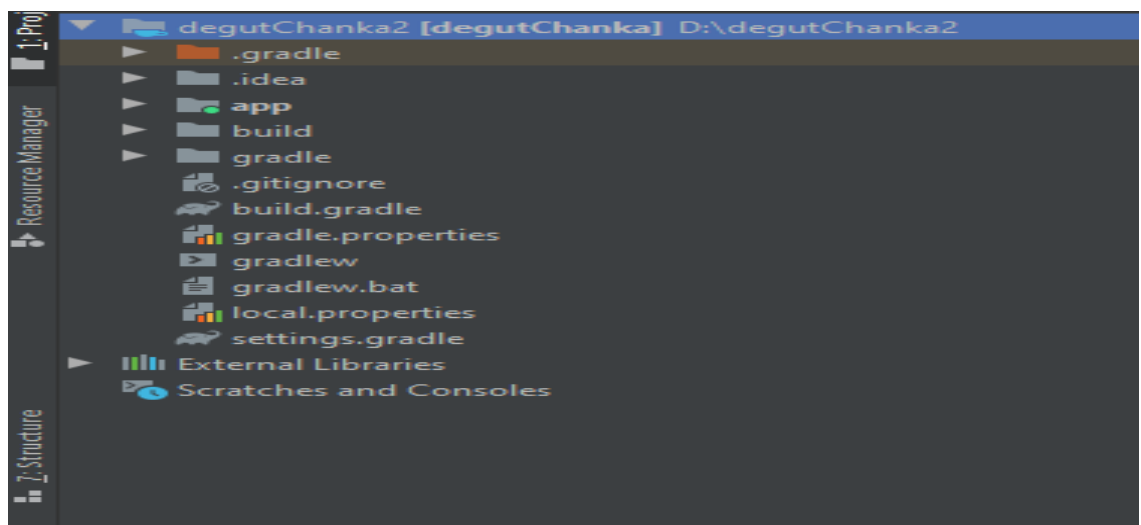 1: Proj
Resource Manager
7: Structure
degutChanka2 [degutChanka] D:\degutChanka2
.gradle
.idea
app
build
gradle
.gitignore
build.gradle
gradle.properties
gradlew
gradlew.bat
local.properties
settings.gradle
External Libraries
Scratches and Consoles